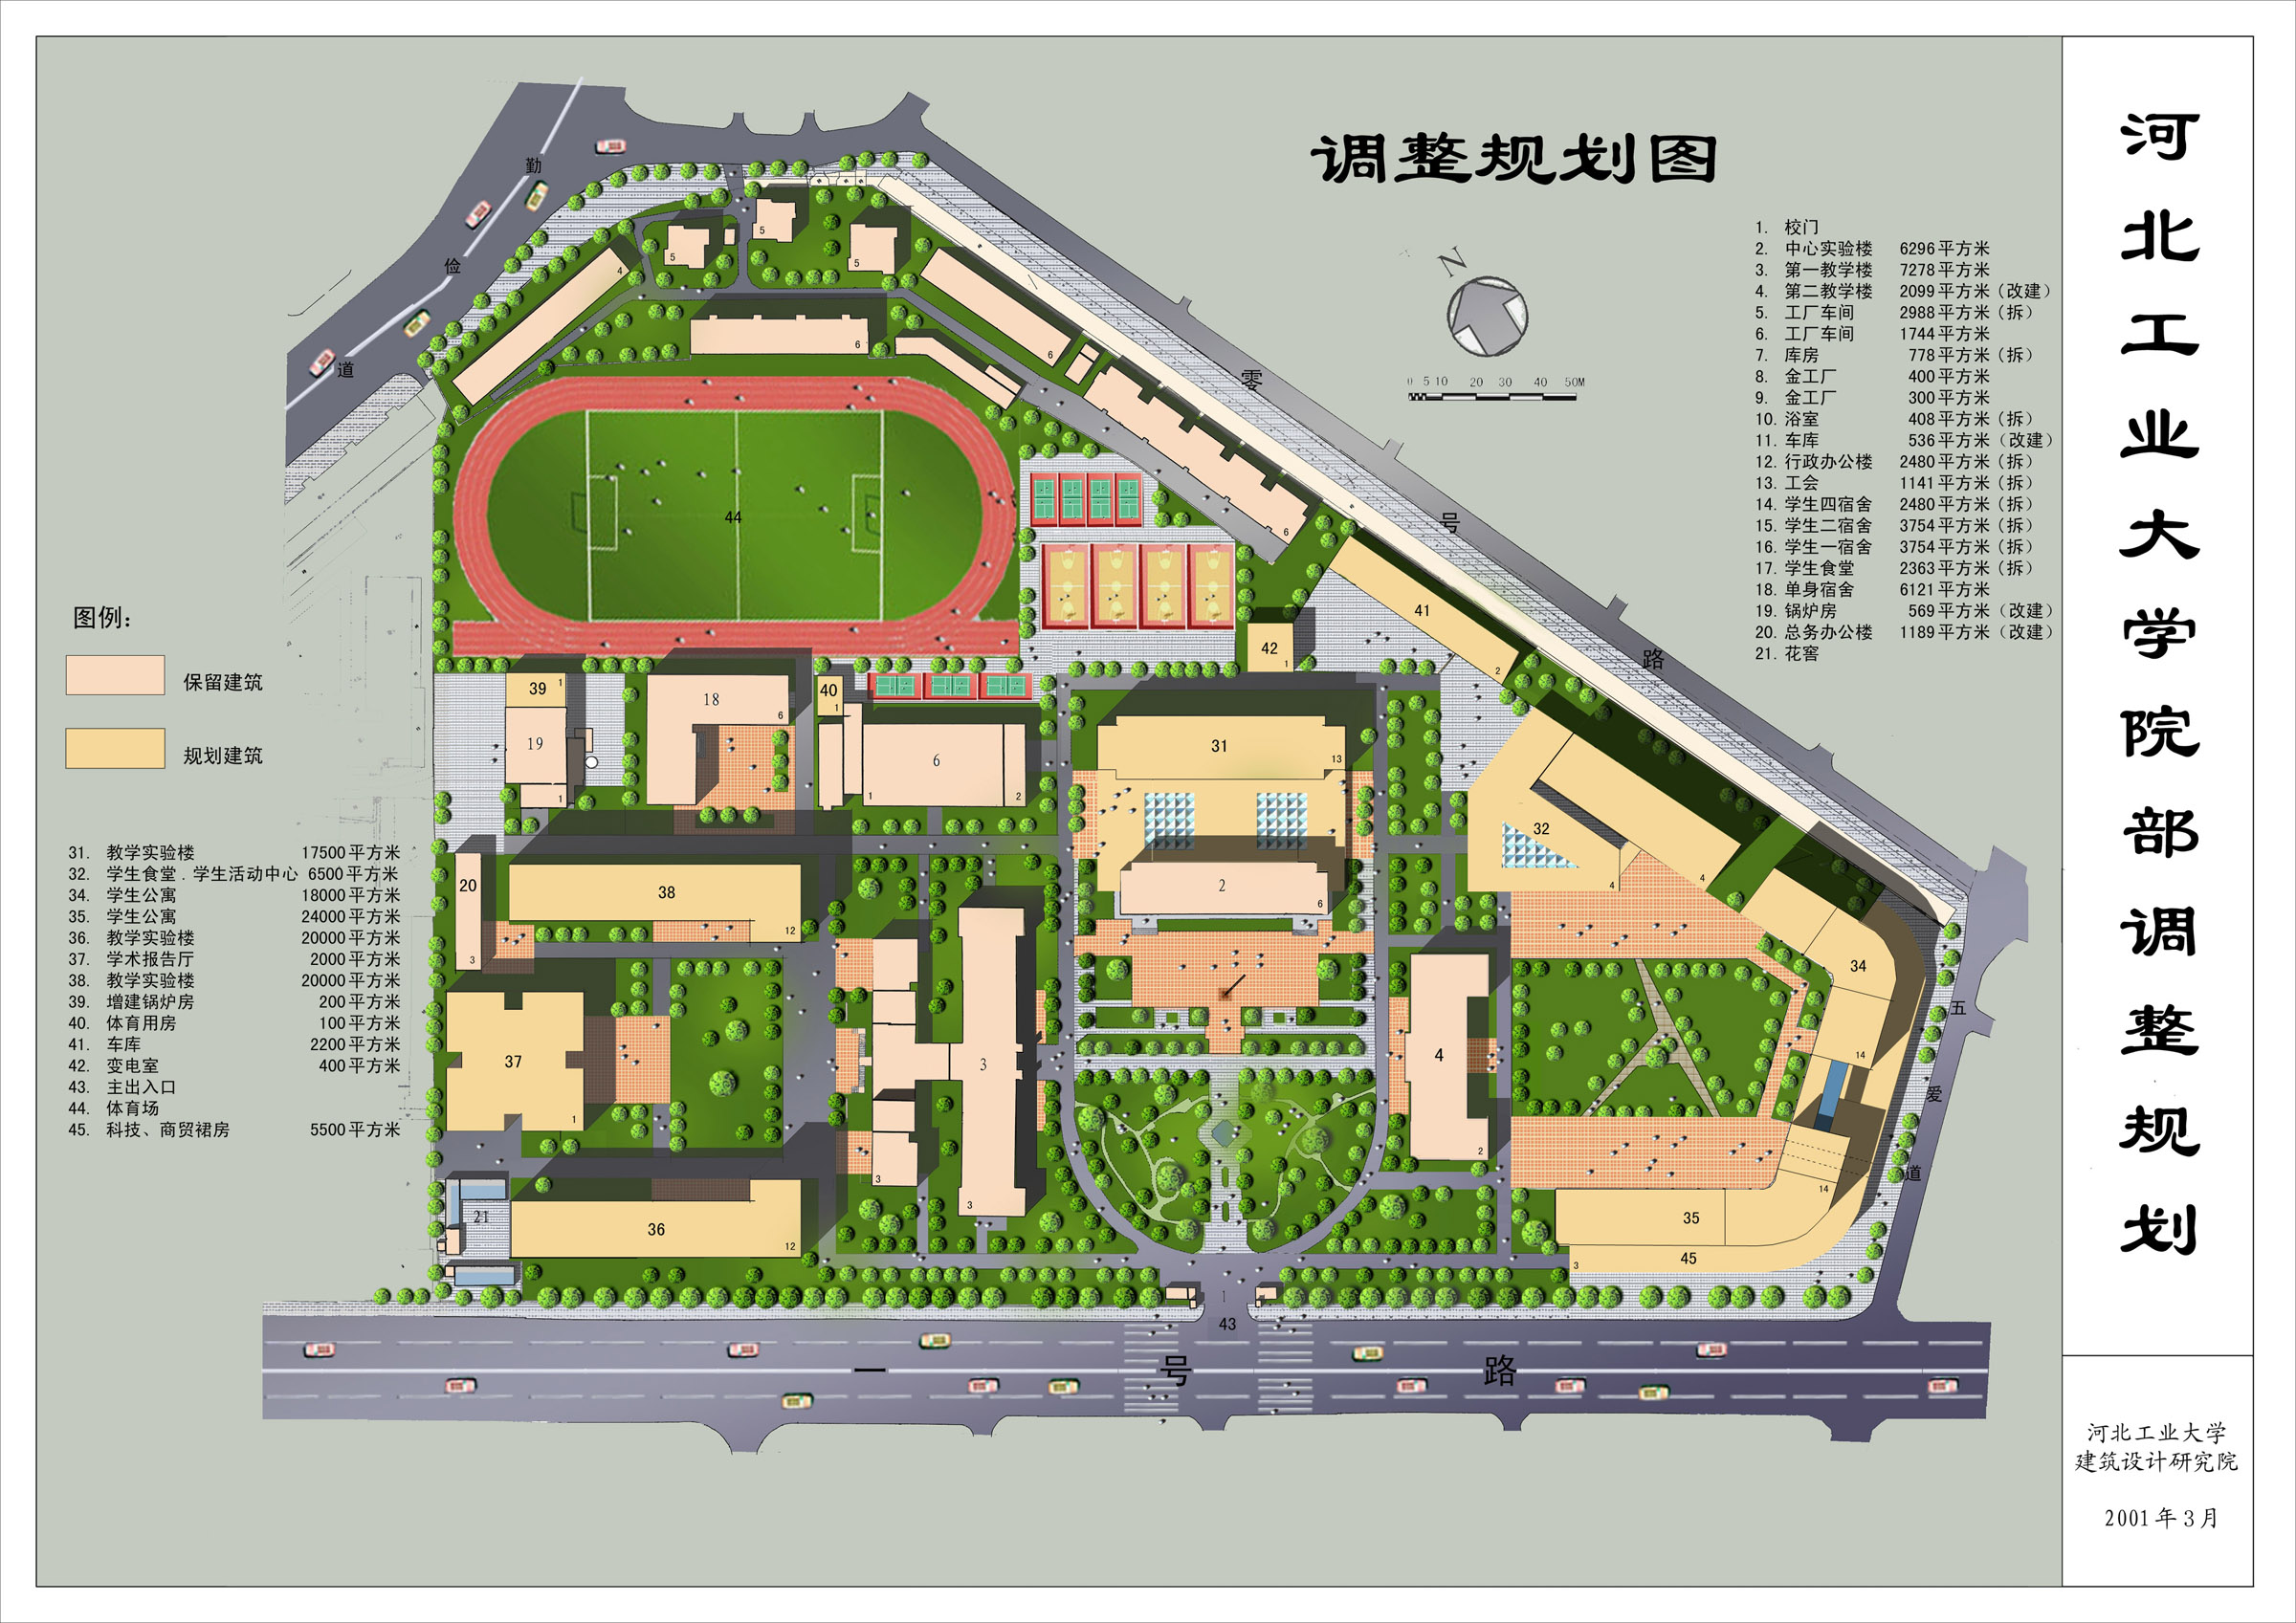 调整规划图
N
0 5 10 20 30 40 50M
1. 校门
2. 中心实验楼 6296平方米
3. 第一教学楼 7278平方米
4. 第二教学楼 2099平方米（改建）
5. 工厂车间 2988平方米（拆）
6. 工厂车间 1744平方米
7. 库房 778平方米（拆）
8. 金工厂 400平方米
9. 金工厂 300平方米
10. 浴室 408平方米（拆）
11. 车库 536平方米（改建）
12. 行政办公楼 2480平方米（拆）
13. 工会 1141平方米（拆）
14. 学生四宿舍 2480平方米（拆）
15. 学生二宿舍 3754平方米（拆）
16. 学生一宿舍 3754平方米（拆）
17. 学生食堂 2363平方米（拆）
18. 单身宿舍 6121平方米
19. 锅炉房 569平方米（改建）
20. 总务办公楼 1189平方米（改建）
21. 花窖
图例：
保留建筑
规划建筑
31. 教学实验楼 17500平方米
32. 学生食堂.学生活动中心 6500平方米
34. 学生公寓 18000平方米
35. 学生公寓 24000平方米
36. 教学实验楼 20000平方米
37. 学术报告厅 2000平方米
38. 教学实验楼 20000平方米
39. 增建锅炉房 200平方米
40. 体育用房 100平方米
41. 车库 2200平方米
42. 变电室 400平方米
43. 主出入口
44. 体育场
45. 科技、商贸裙房 5500平方米
勤俭道
零号路
五爱道
一号路
5
5
5
4
6
6
6
44
41
2
42
1
39
1
19
1
18
6
40
1
6
1
2
31
13
2
6
32
4
4
34
14
14
35
45
3
4
2
20
3
38
12
37
1
3
3
3
21
36
12
1
43
河北工业大学院部调整规划
河北工业大学
建筑设计研究院
2001年3月